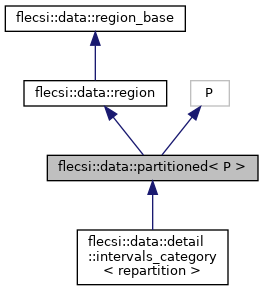 flecsi::data::region_base
flecsi::data::region
P
flecsi::data::partitioned< P >
flecsi::data::detail
::intervals_category
< repartition >